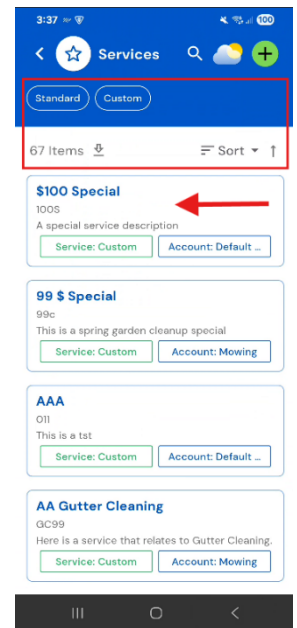 3:37
100
Services
Standard Custom
67 Items Sort
$100 Special
100S
A special service description
Service: Custom Account: Default ...
99 $ Special
99c
This is a spring garden cleanup special
Service: Custom Account: Mowing
AAA
011
This is a tst
Service: Custom Account: Default ...
AA Gutter Cleaning
GC99
Here is a service that relates to Gutter Cleaning.
Service: Custom Account: Mowing